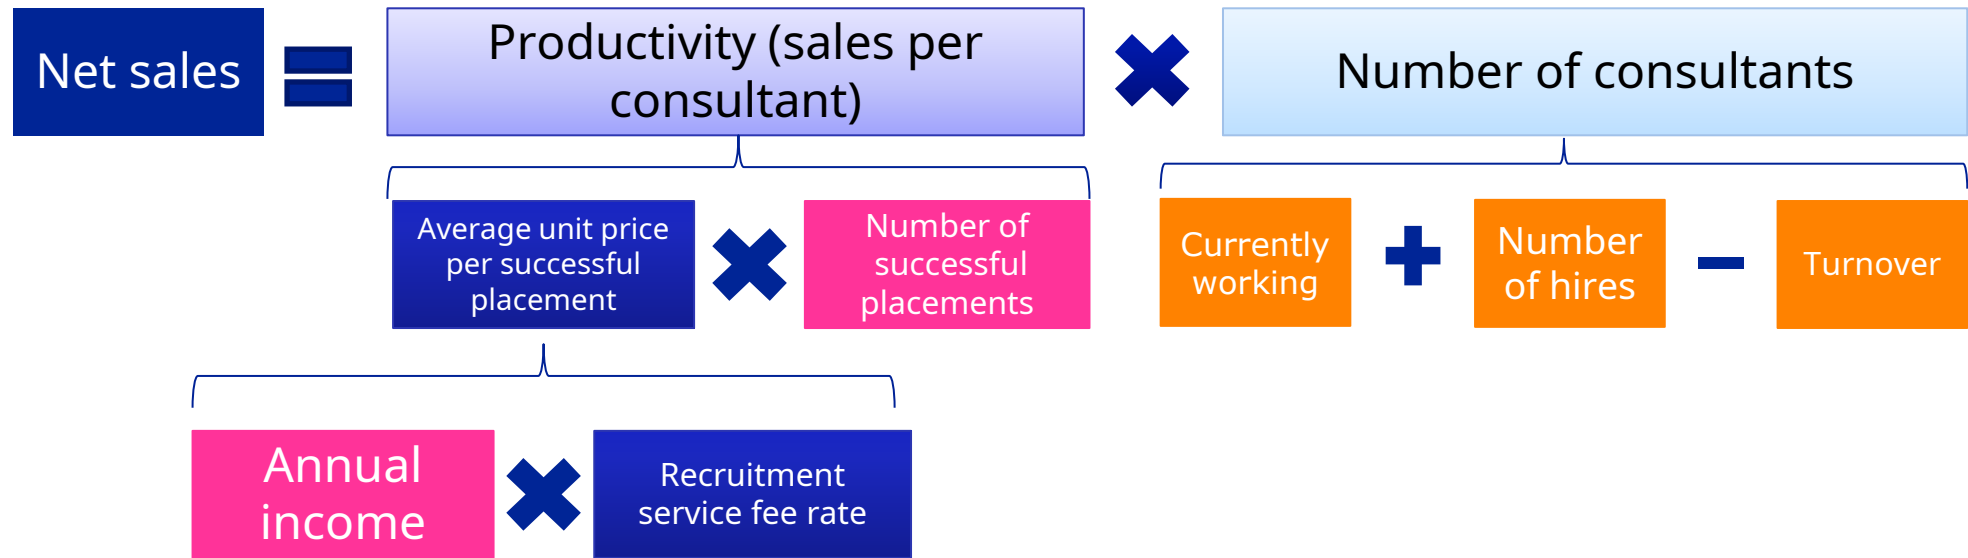 Net sales
Productivity (sales per
consultant)
Number of consultants
Average unit price
per successful
placement
Number of
successful
placements
Currently
working
Number
of hires
Turnover
Annual
income
Recruitment
service fee rate